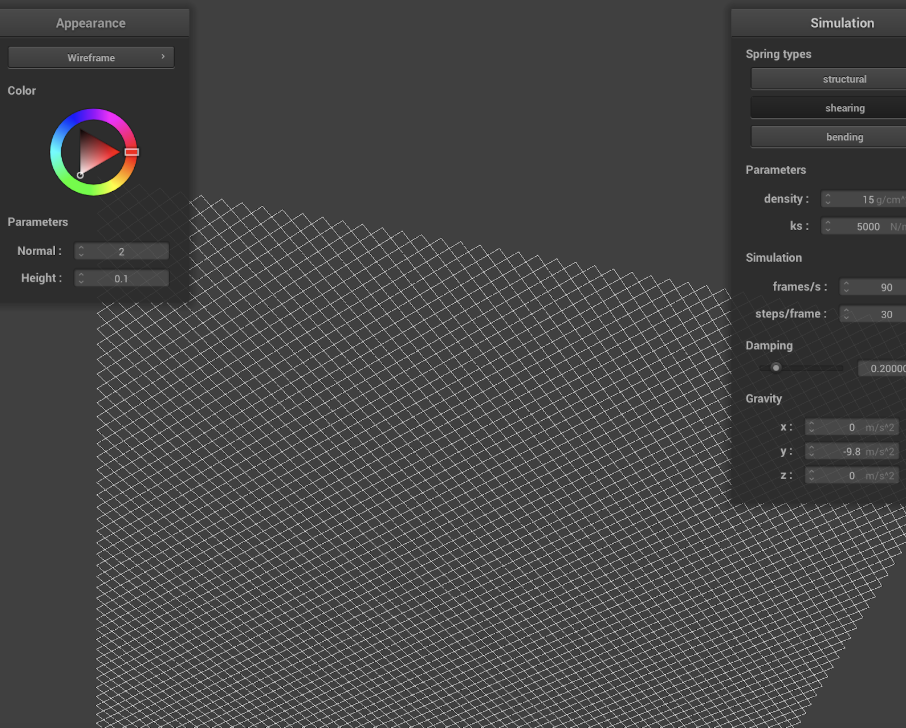 Appearance
Wireframe
Color
Parameters
Normal : 2
Height : 0.1
Simulation
Spring types
structural
shearing
bending
Parameters
density : 15 g/cm^
ks : 5000
Simulation
frames/s : 90
steps/frame : 30
Damping
0.20000
Gravity
x : 0 m/s^2
y : -9.8 m/s^2
z : 0 m/s^2